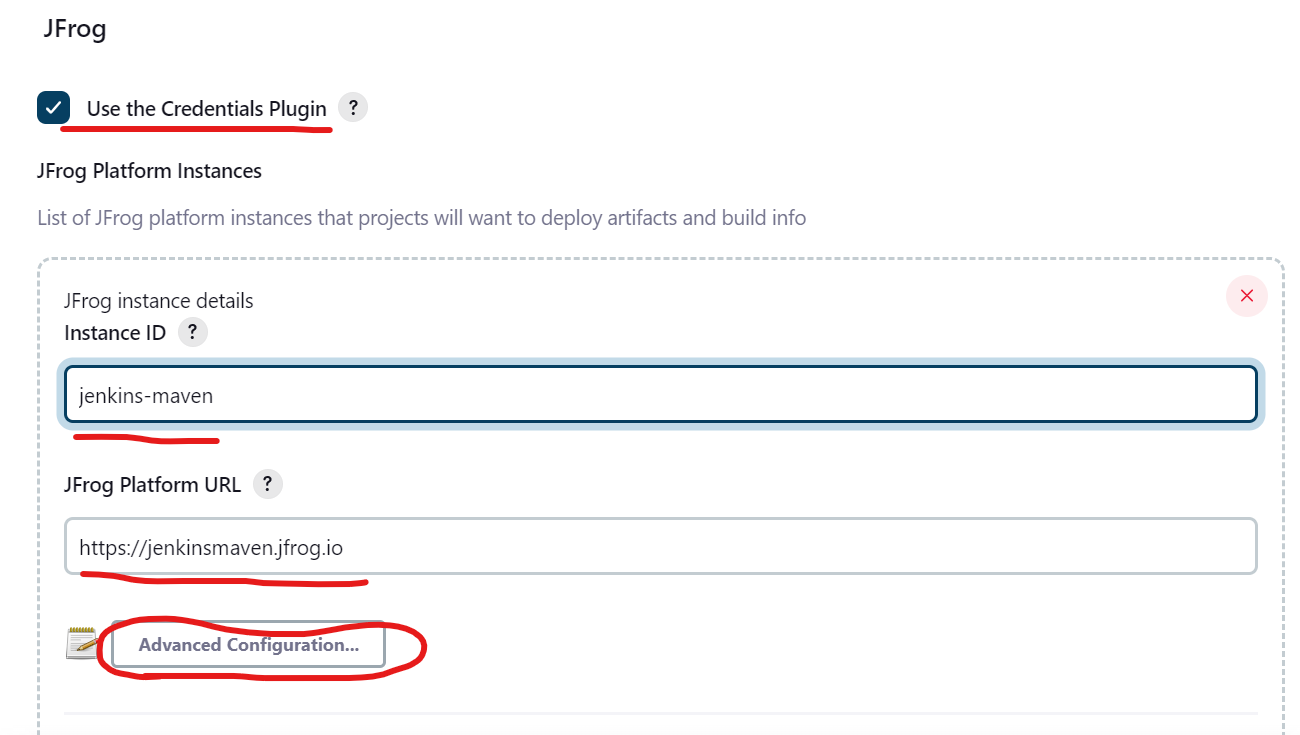 JFrog
Use the Credentials Plugin ?
JFrog Platform Instances
List of JFrog platform instances that projects will want to deploy artifacts and build info
JFrog instance details
Instance ID ?
jenkins-maven
JFrog Platform URL ?
https://jenkinsmaven.jfrog.io
Advanced Configuration...